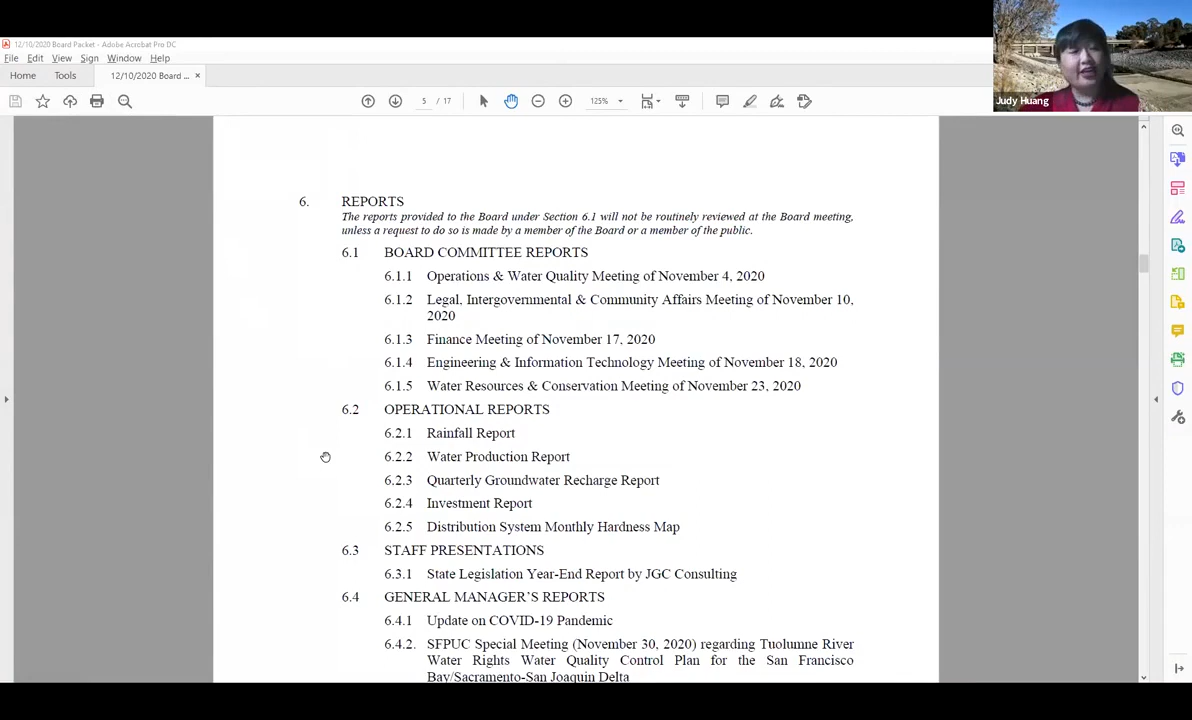 12/10/2020 Board Packet - Adobe Acrobat Pro DC
File Edit View Sign Window Help
Home Tools 12/10/2020 Board ... ×
5 / 17 125%
Judy Huang
6. REPORTS
The reports provided to the Board under Section 6.1 will not be routinely reviewed at the Board meeting,
unless a request to do so is made by a member of the Board or a member of the public.
6.1 BOARD COMMITTEE REPORTS
6.1.1 Operations & Water Quality Meeting of November 4, 2020
6.1.2 Legal, Intergovernmental & Community Affairs Meeting of November 10,
2020
6.1.3 Finance Meeting of November 17, 2020
6.1.4 Engineering & Information Technology Meeting of November 18, 2020
6.1.5 Water Resources & Conservation Meeting of November 23, 2020
6.2 OPERATIONAL REPORTS
6.2.1 Rainfall Report
6.2.2 Water Production Report
6.2.3 Quarterly Groundwater Recharge Report
6.2.4 Investment Report
6.2.5 Distribution System Monthly Hardness Map
6.3 STAFF PRESENTATIONS
6.3.1 State Legislation Year-End Report by JGC Consulting
6.4 GENERAL MANAGER'S REPORTS
6.4.1 Update on COVID-19 Pandemic
6.4.2. SFPUC Special Meeting (November 30, 2020) regarding Tuolumne River
Water Rights Water Quality Control Plan for the San Francisco
Bay/Sacramento-San Joaquin Delta